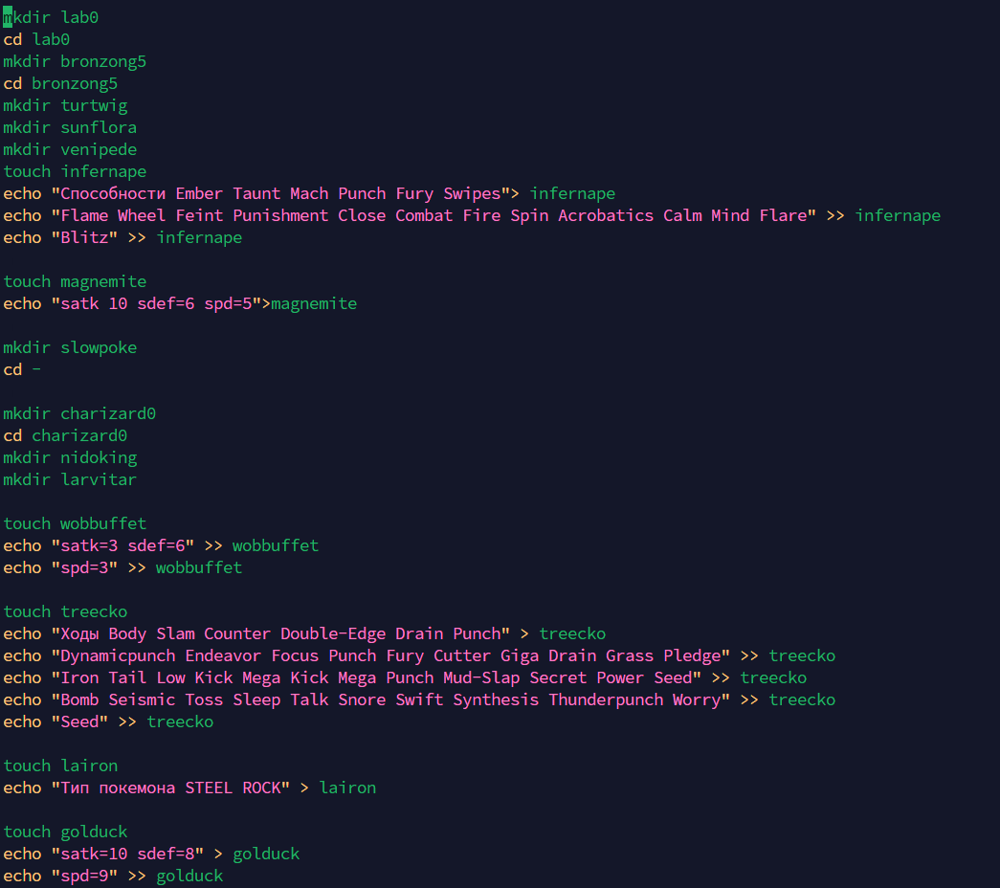 mkdir lab0
cd lab0
mkdir bronzong5
cd bronzong5
mkdir turtwig
mkdir sunflora
mkdir venipede
touch infernape
echo "Способности Ember Taunt Mach Punch Fury Swipes"> infernape
echo "Flame Wheel Feint Punishment Close Combat Fire Spin Acrobatics Calm Mind Flare" >> infernape
echo "Blitz" >> infernape
touch magnemite
echo "satk 10 sdef=6 spd=5">magnemite
mkdir slowpoke
cd -
mkdir charizard0
cd charizard0
mkdir nidoking
mkdir larvitar
touch wobbuffet
echo "satk=3 sdef=6" >> wobbuffet
echo "spd=3" >> wobbuffet
touch treecko
echo "Ходы Body Slam Counter Double-Edge Drain Punch" > treecko
echo "Dynamicpunch Endeavor Focus Punch Fury Cutter Giga Drain Grass Pledge" >> treecko
echo "Iron Tail Low Kick Mega Kick Mega Punch Mud-Slap Secret Power Seed" >> treecko
echo "Bomb Seismic Toss Sleep Talk Snore Swift Synthesis Thunderpunch Worry" >> treecko
echo "Seed" >> treecko
touch lairon
echo "Тип покемона STEEL ROCK" > lairon
touch golduck
echo "satk=10 sdef=8" > golduck
echo "spd=9" >> golduck